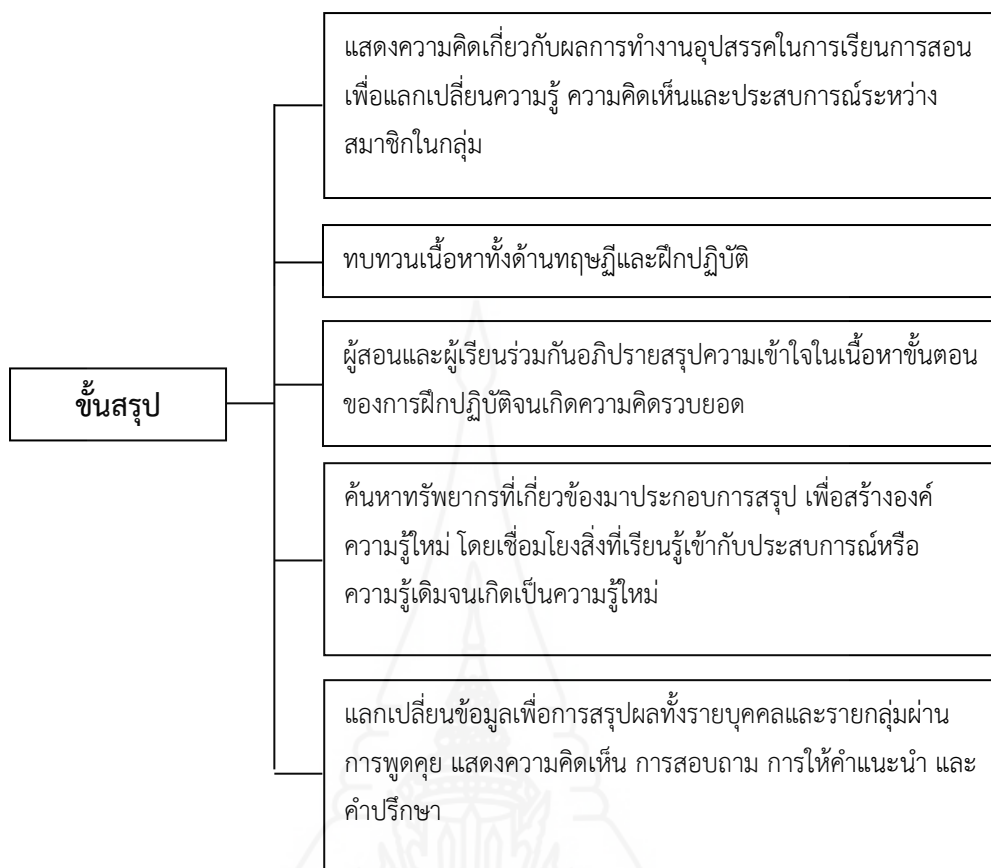 แสดงความคิดเกี่ยวกับผลการทำงานอุปสรรคในการเรียนการสอน
เพื่อแลกเปลี่ยนความรู้ ความคิดเห็นและประสบการณ์ระหว่าง
สมาชิกในกลุ่ม
ทบทวนเนื้อหาทั้งด้านทฤษฎีและฝึกปฏิบัติ
ผู้สอนและผู้เรียนร่วมกันอภิปรายสรุปความเข้าใจในเนื้อหาขั้นตอน
ของการฝึกปฏิบัติจนเกิดความคิดรวบยอด
ขั้นสรุป
ค้นหาทรัพยากรที่เกี่ยวข้องมาประกอบการสรุป เพื่อสร้างองค์
ความรู้ใหม่ โดยเชื่อมโยงสิ่งที่เรียนรู้เข้ากับประสบการณ์หรือ
ความรู้เดิมจนเกิดเป็นความรู้ใหม่
แลกเปลี่ยนข้อมูลเพื่อการสรุปผลทั้งรายบุคคลและรายกลุ่มผ่าน
การพูดคุย แสดงความคิดเห็น การสอบถาม การให้คำแนะนำ และ
คำปรึกษา